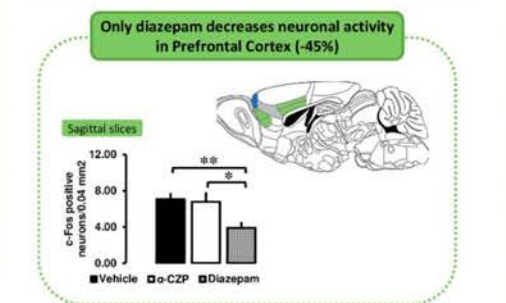 Only diazepam decreases neuronal activity
in Prefrontal Cortex (-45%)
Sagittal slices
c-Fos positive
neurons/0.04 mm2
12.00
8.00
4.00
0.00
**
*
Vehicle α-CZP Diazepam